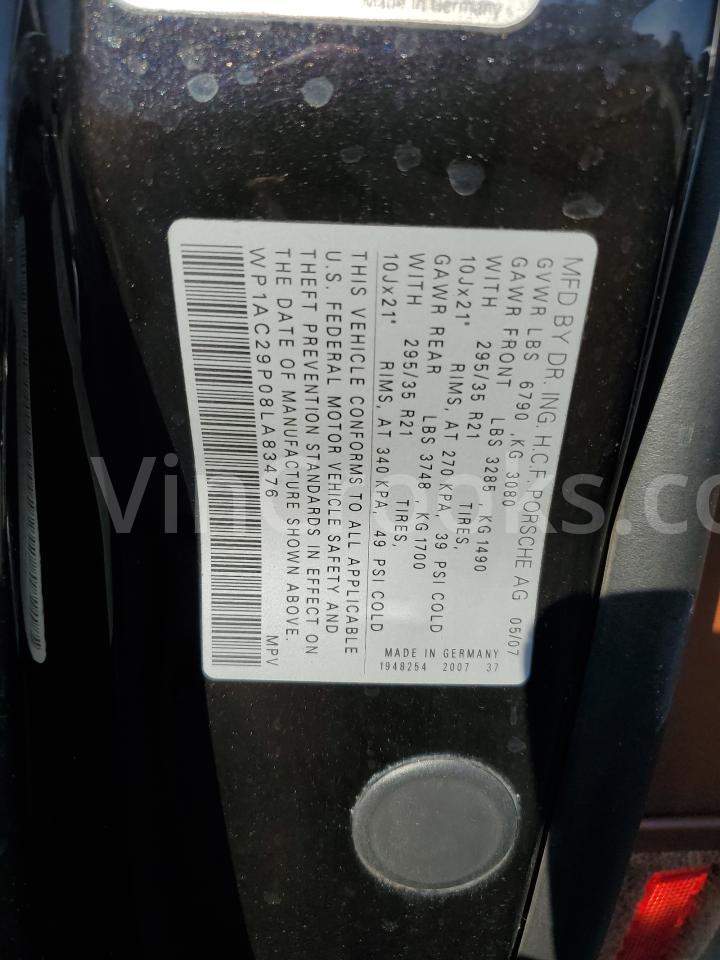 Made in Germany
MFD BY DR. ING. H.C.F. PORSCHE AG 05/07
GVWR LBS 6790 ,KG 3080
GAWR FRONT LBS 3285 , KG 1490
WITH 295/35 R21 TIRES,
10Jx21" RIMS, AT 270 KPA, 39 PSI COLD
GAWR REAR LBS 3748 , KG 1700
WITH 295/35 R21 TIRES,
10Jx21" RIMS, AT 340 KPA, 49 PSI COLD
MADE IN GERMANY
1948254 2007 37
THIS VEHICLE CONFORMS TO ALL APPLICABLE
U.S. FEDERAL MOTOR VEHICLE SAFETY AND
THEFT PREVENTION STANDARDS IN EFFECT ON
THE DATE OF MANUFACTURE SHOWN ABOVE.
WP1AC29P08LA83476 MPV